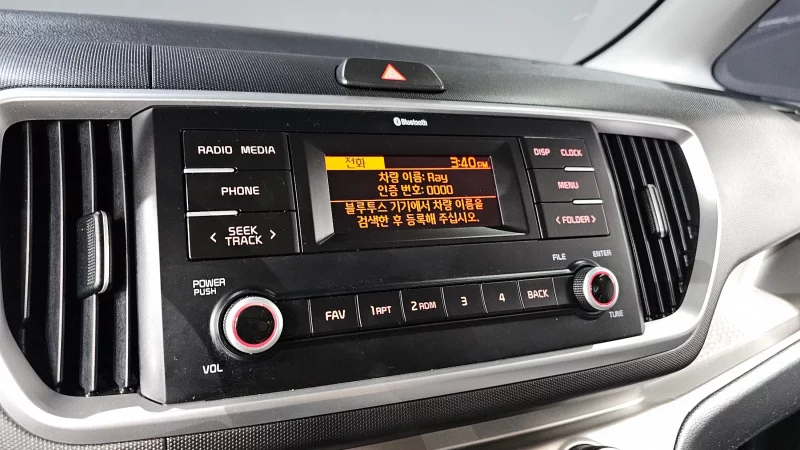 Bluetooth
RADIO MEDIA
PHONE
< SEEK >
TRACK
전화 3:40 PM
차량 이름: Ray
인증 번호: 0000
블루투스 기기에서 차량 이름을
검색한 후 등록해 주십시오.
DISP CLOCK
MENU
< FOLDER >
POWER
PUSH
VOL
FAV
1 RPT
2 RDM
3
4
BACK
FILE
ENTER
TUNE